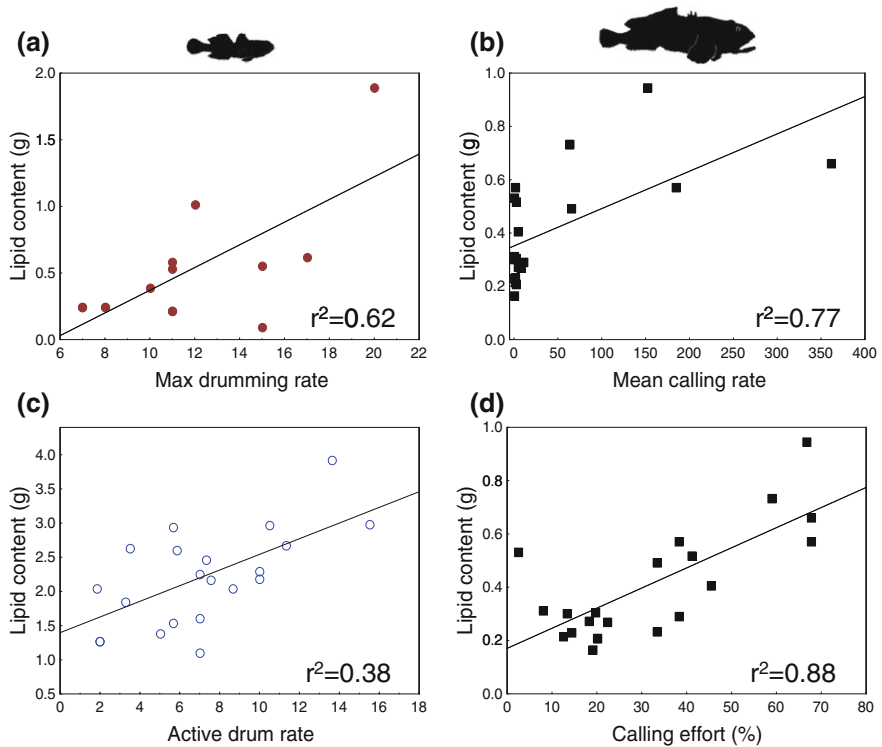 (a)
Lipid content (g)
2.0
1.5
1.0
0.5
0.0
6 8 10 12 14 16 18 20 22
r²=0.62
Max drumming rate
(b)
Lipid content (g)
1.0
0.8
0.6
0.4
0.2
0.0
0 50 100 150 200 250 300 350 400
r²=0.77
Mean calling rate
(c)
Lipid content (g)
4.0
3.5
3.0
2.5
2.0
1.5
1.0
0.5
0 2 4 6 8 10 12 14 16 18
r²=0.38
Active drum rate
(d)
Lipid content (g)
1.0
0.8
0.6
0.4
0.2
0.0
0 10 20 30 40 50 60 70 80
r²=0.88
Calling effort (%)